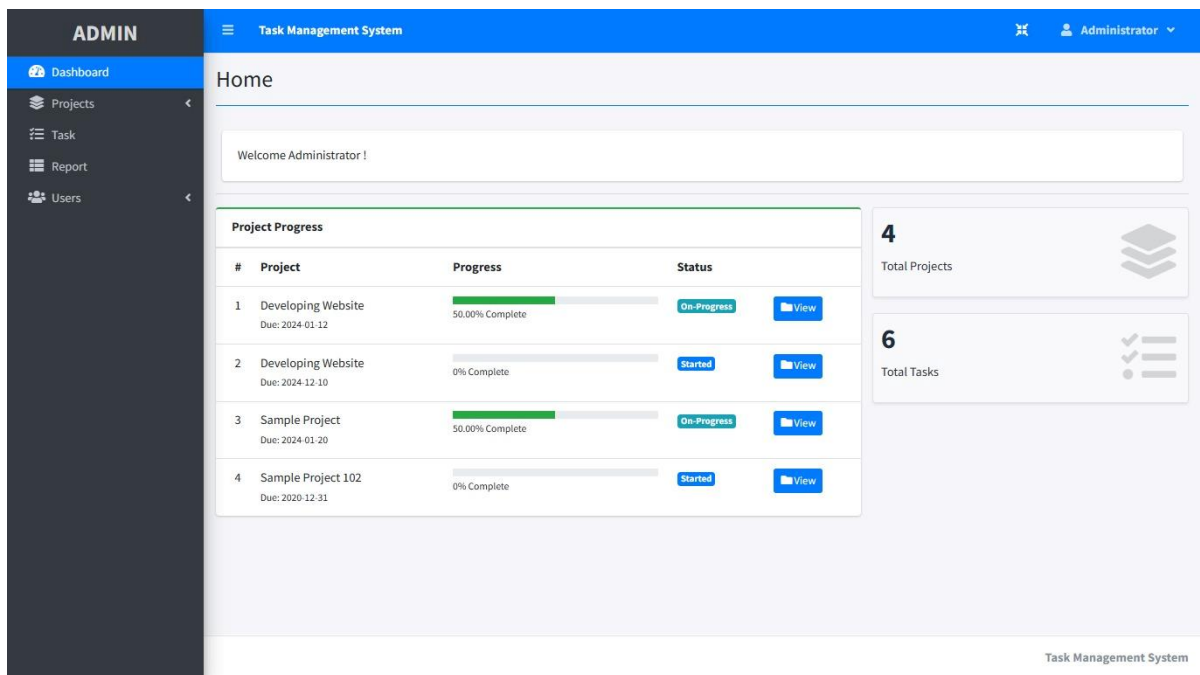 ADMIN
Task Management System
Administrator
Dashboard
Projects
Task
Report
Users
Home
Welcome Administrator !
Project Progress
# Project Progress Status
1 Developing Website 50.00% Complete On-Progress View
Due: 2024-01-12
2 Developing Website 0% Complete Started View
Due: 2024-12-10
3 Sample Project 50.00% Complete On-Progress View
Due: 2024-01-20
4 Sample Project 102 0% Complete Started View
Due: 2020-12-31
4
Total Projects
6
Total Tasks
Task Management System